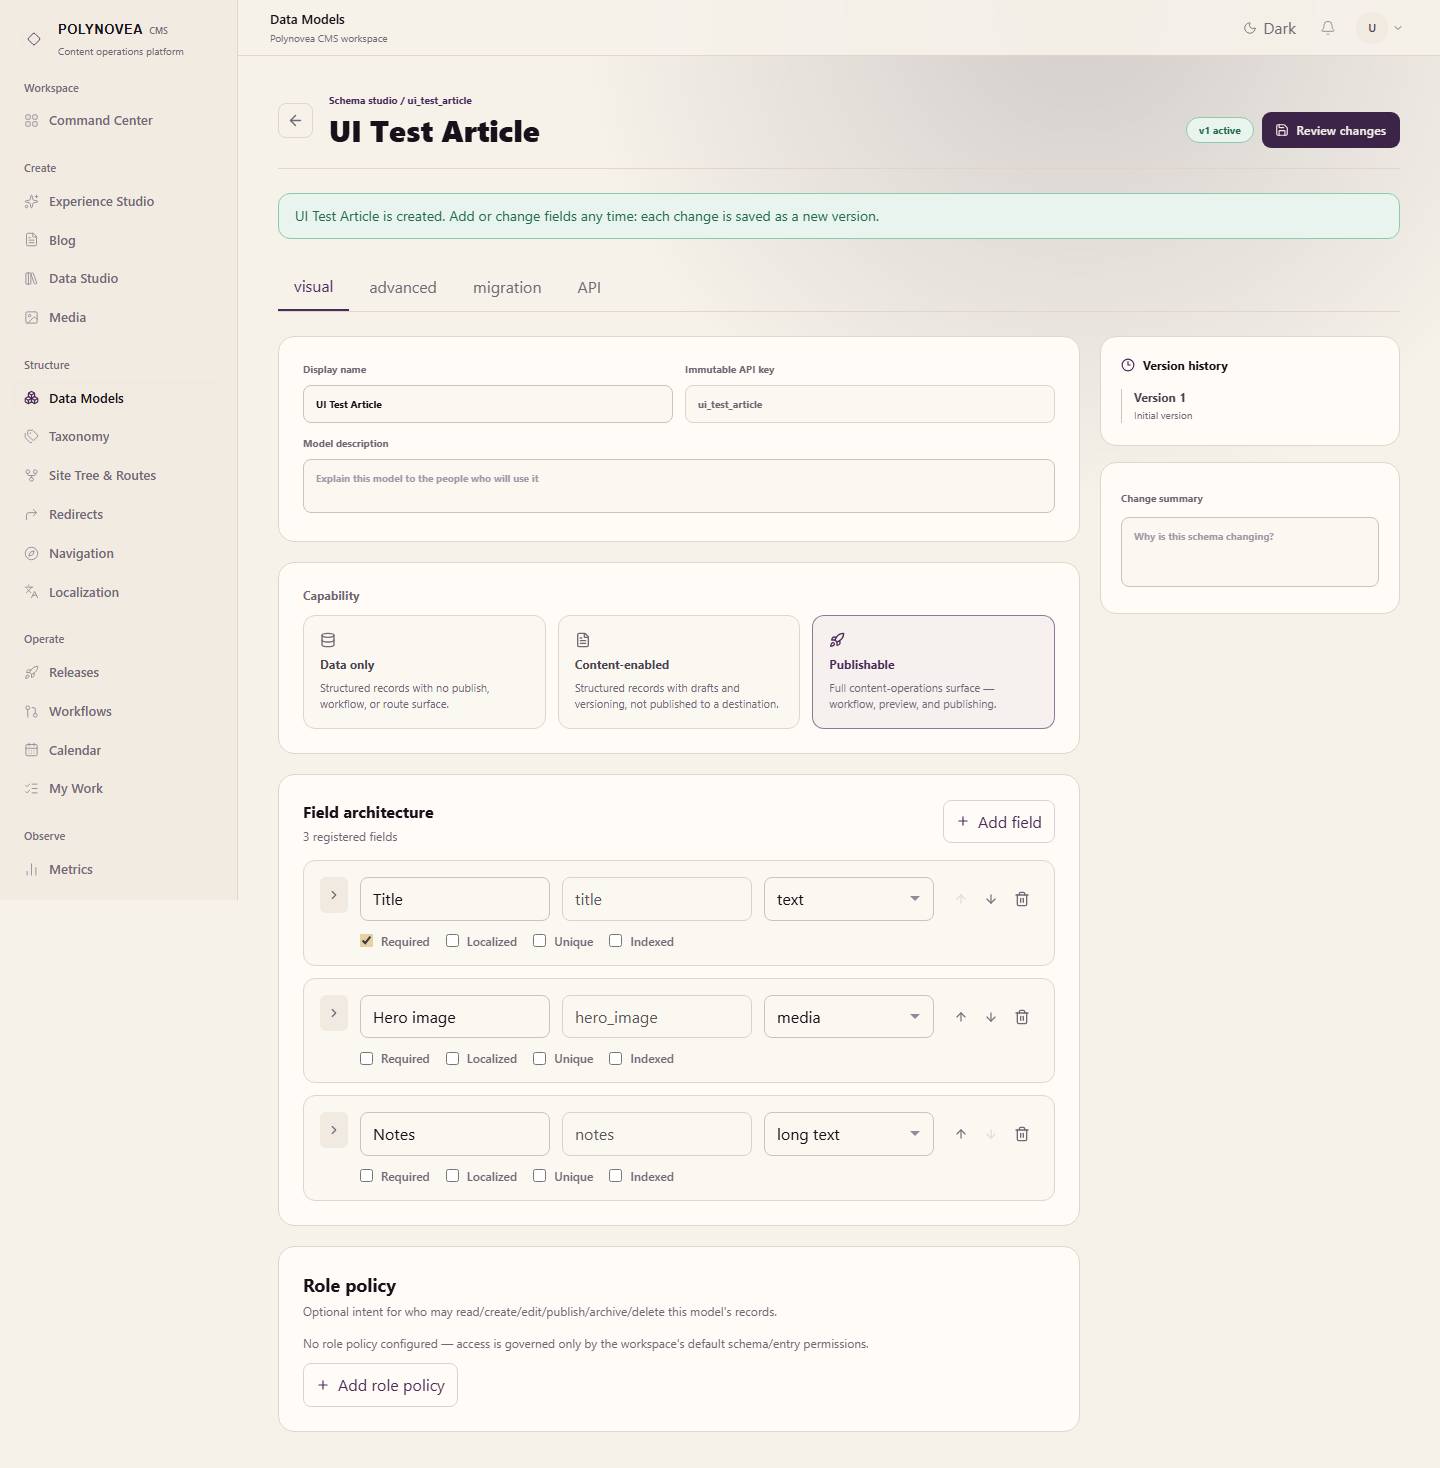 POLYNOVEA CMS
Content operations platform
Workspace
Command Center
Create
Experience Studio
Blog
Data Studio
Media
Structure
Data Models
Taxonomy
Site Tree & Routes
Redirects
Navigation
Localization
Operate
Releases
Workflows
Calendar
My Work
Observe
Metrics
Data Models
Polynovea CMS workspace
Dark
U
Schema studio / ui_test_article
UI Test Article
v1 active
Review changes
UI Test Article is created. Add or change fields any time: each change is saved as a new version.
visual advanced migration API
Display name
UI Test Article
Immutable API key
ui_test_article
Model description
Explain this model to the people who will use it
Capability
Data only
Structured records with no publish,
workflow, or route surface.
Content-enabled
Structured records with drafts and
versioning, not published to a destination.
Publishable
Full content-operations surface —
workflow, preview, and publishing.
Field architecture
3 registered fields
Add field
Title title text
Required Localized Unique Indexed
Hero image hero_image media
Required Localized Unique Indexed
Notes notes long text
Required Localized Unique Indexed
Role policy
Optional intent for who may read/create/edit/publish/archive/delete this model's records.
No role policy configured — access is governed only by the workspace's default schema/entry permissions.
Add role policy
Version history
Version 1
Initial version
Change summary
Why is this schema changing?